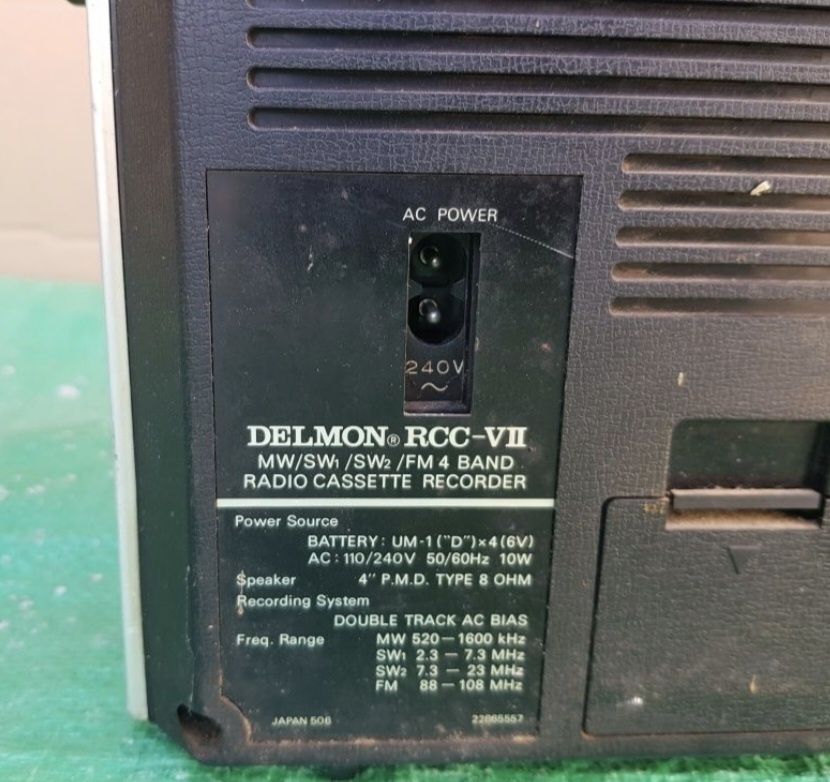 AC POWER
240V
~
DELMON® RCC-VII
MW/SW1/SW2/FM 4 BAND
RADIO CASSETTE RECORDER
Power Source
BATTERY: UM-1 ("D")×4 (6V)
AC: 110/240V 50/60Hz 10W
Speaker 4" P.M.D. TYPE 8 OHM
Recording System
DOUBLE TRACK AC BIAS
Freq. Range MW 520-1600 kHz
SW1 2.3 - 7.3 MHz
SW2 7.3 - 23 MHz
FM 88-108 MHz
JAPAN 506 22865557